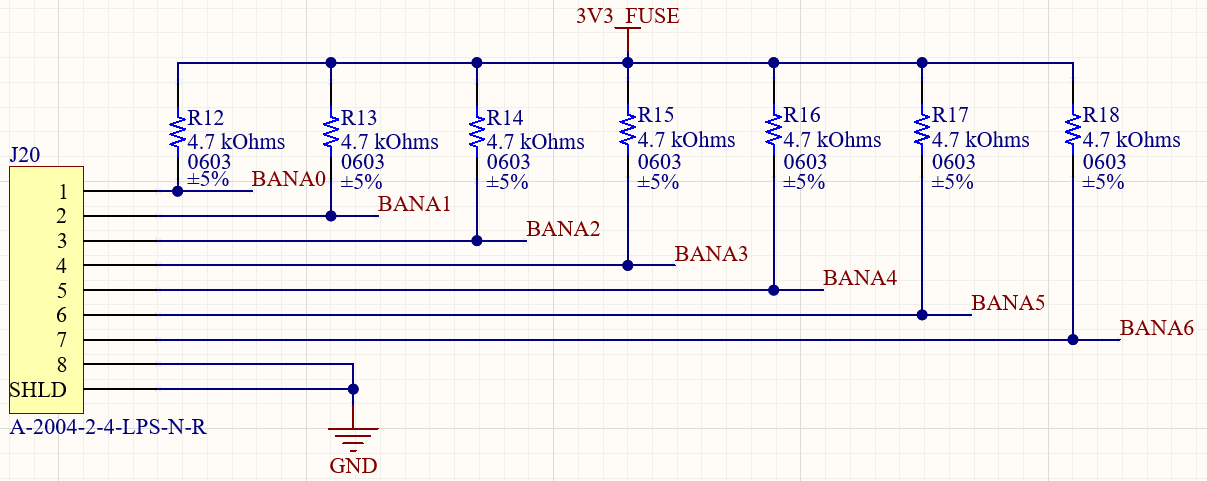 3V3_FUSE
R12
4.7 kOhms
0603
±5%
R13
4.7 kOhms
0603
±5%
R14
4.7 kOhms
0603
±5%
R15
4.7 kOhms
0603
±5%
R16
4.7 kOhms
0603
±5%
R17
4.7 kOhms
0603
±5%
R18
4.7 kOhms
0603
±5%
J20
1
2
3
4
5
6
7
8
SHLD
A-2004-2-4-LPS-N-R
BANA0
BANA1
BANA2
BANA3
BANA4
BANA5
BANA6
GND